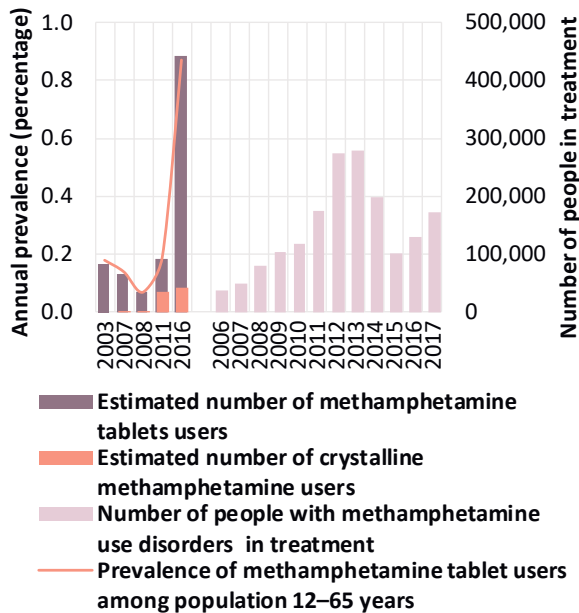 Annual prevalence (percentage)
1.0
0.8
0.6
0.4
0.2
0.0
500,000
400,000
300,000
200,000
100,000
0
Number of people in treatment
2003
2007
2008
2011
2016
2006
2007
2008
2009
2010
2011
2012
2013
2014
2015
2016
2017
Estimated number of methamphetamine
tablets users
Estimated number of crystalline
methamphetamine users
Number of people with methamphetamine
use disorders in treatment
Prevalence of methamphetamine tablet users
among population 12–65 years